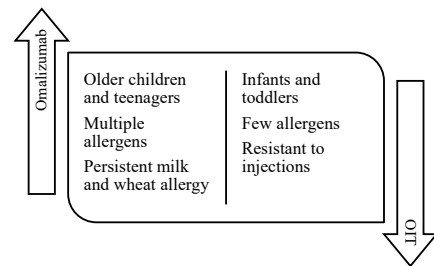 Omalizumab
Older children
and teenagers
Multiple
allergens
Persistent milk
and wheat allergy
Infants and
toddlers
Few allergens
Resistant to
injections
OIT